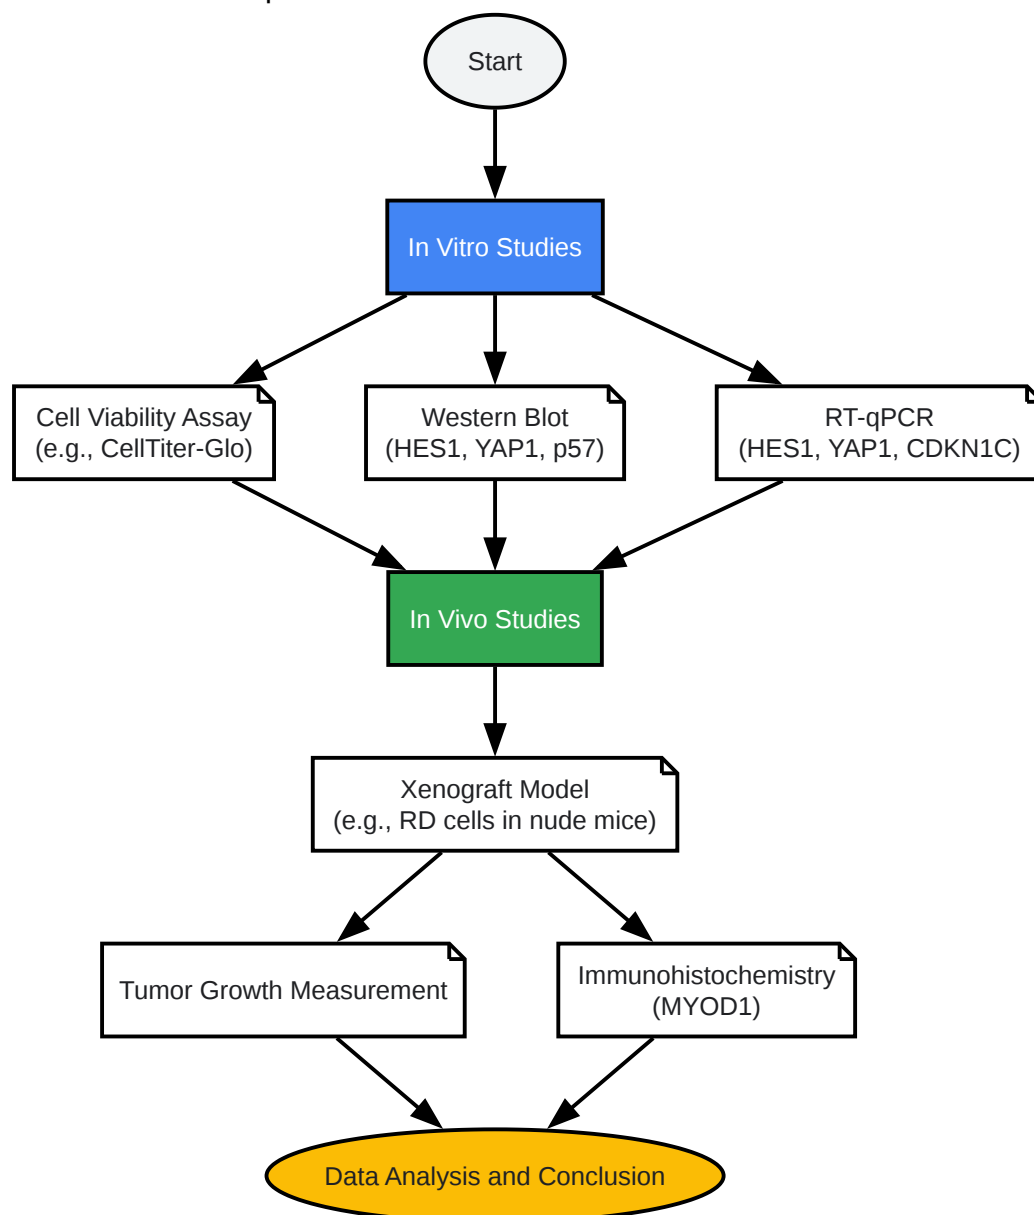 Start
In Vitro Studies
Cell Viability Assay
(e.g., CellTiter-Glo)
Western Blot
(HES1, YAP1, p57)
RT-qPCR
(HES1, YAP1, CDKN1C)
In Vivo Studies
Xenograft Model
(e.g., RD cells in nude mice)
Tumor Growth Measurement
Immunohistochemistry
(MYOD1)
Data Analysis and Conclusion